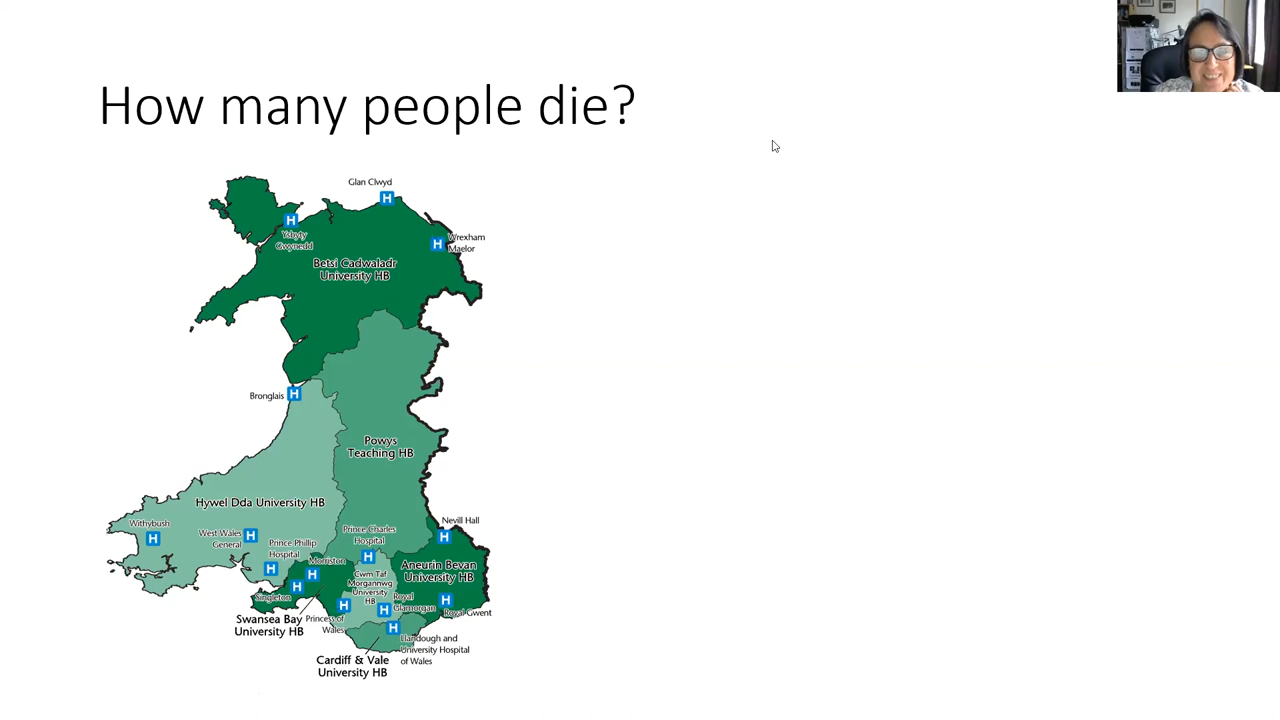 How many people die?
Glan Clwyd
H
H
Ysbyty
Gwynedd
H
Wrexham
Maelor
Betsi Cadwaladr
University HB
Bronglais
H
Powys
Teaching HB
Hywel Dda University HB
Withybush
H
West Wales
General
H
Prince Phillip
Hospital
H
Prince Charles
Hospital
H
Nevill Hall
H
Morriston
H
Singleton
H
Aneurin Bevan
University HB
Cwm Taf
Morgannwg
University
HB
Royal
Glamorgan
H
H
Royal Gwent
H
Princess of
Wales
Swansea Bay
University HB
H
Llandough and
University Hospital
of Wales
Cardiff & Vale
University HB